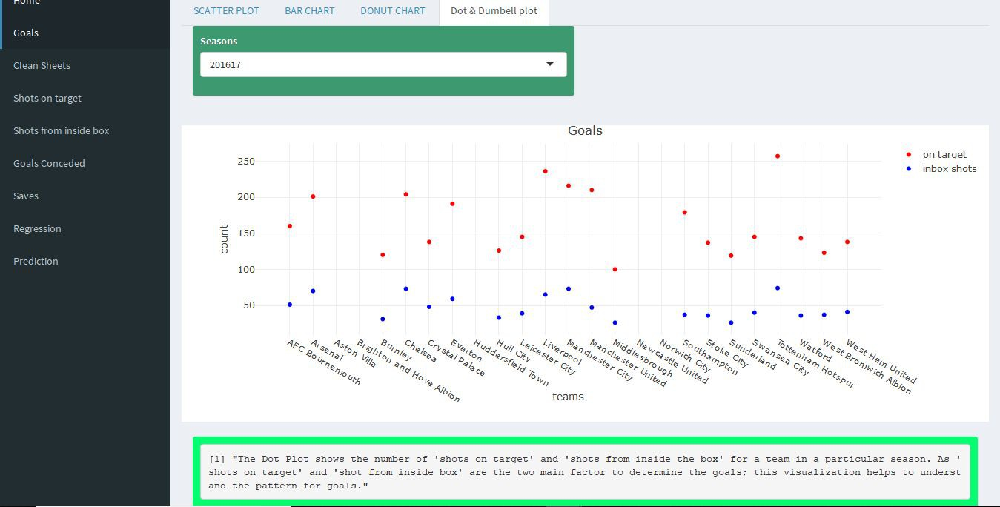 Home
Goals
Clean Sheets
Shots on target
Shots from inside box
Goals Conceded
Saves
Regression
Prediction
SCATTER PLOT
BAR CHART
DONUT CHART
Dot & Dumbell plot
Seasons
201617
Goals
250
200
150
100
50
count
on target
inbox shots
AFC Bournemouth
Arsenal
Aston Villa
Brighton and Hove Albion
Burnley
Chelsea
Crystal Palace
Everton
Huddersfield Town
Hull City
Leicester City
Liverpool
Manchester City
Manchester United
Middlesbrough
Newcastle United
Norwich City
Southampton
Stoke City
Sunderland
Swansea City
Tottenham Hotspur
Watford
West Bromwich Albion
West Ham United
teams
[1] "The Dot Plot shows the number of 'shots on target' and 'shots from inside the box' for a team in a particular season. As '
shots on target' and 'shot from inside box' are the two main factor to determine the goals; this visualization helps to underst
and the pattern for goals."